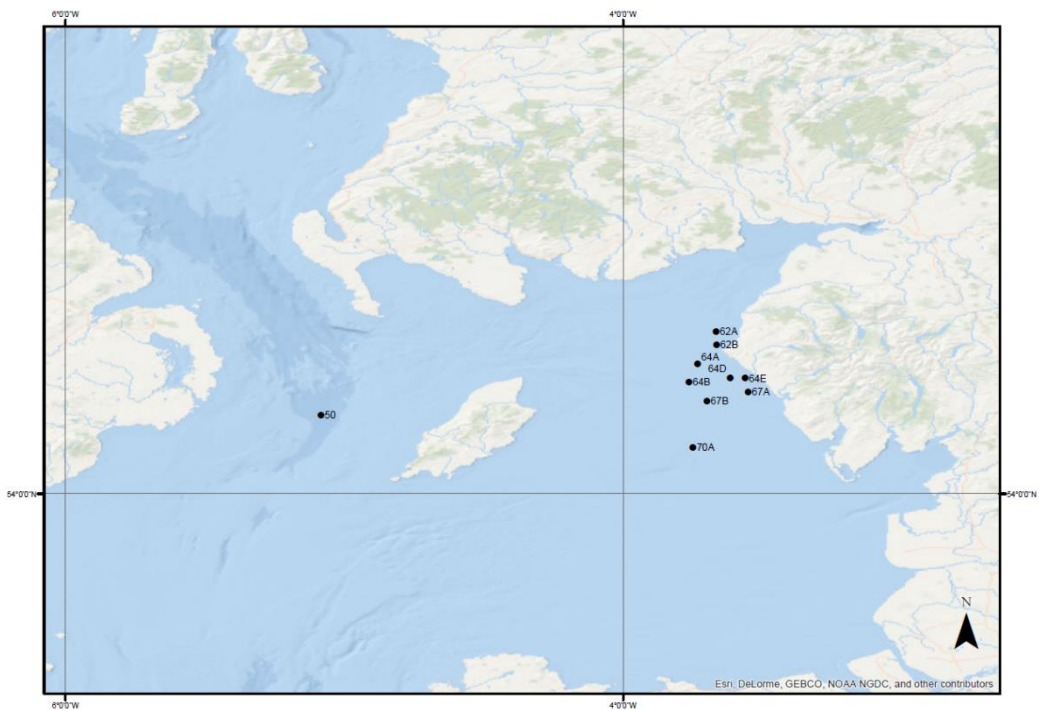 6°0'0"W 4°0'0"W
62A
62B
64A
64D
64B
64E
67A
67B
50
70A
54°0'0"N 54°0'0"N
N
Esri, DeLorme, GEBCO, NOAA NGDC, and other contributors
6°0'0"W 4°0'0"W